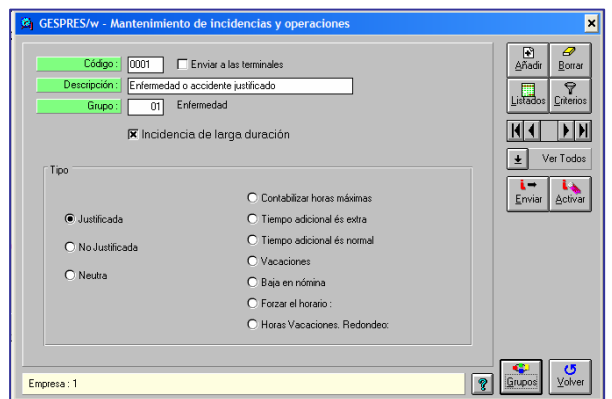 GESPRES/w - Mantenimiento de incidencias y operaciones
Código : 0001 Enviar a las terminales
Descripción : Enfermedad o accidente justificado
Grupo : 01 Enfermedad
Incidencia de larga duración
Tipo
Justificada
No Justificada
Neutra
Contabilizar horas máximas
Tiempo adicional és extra
Tiempo adicional és normal
Vacaciones
Baja en nómina
Forzar el horario :
Horas Vacaciones. Redondeo:
Añadir Borrar
Listados Criterios
Ver Todos
Enviar Activar
Grupos Volver
Empresa : 1